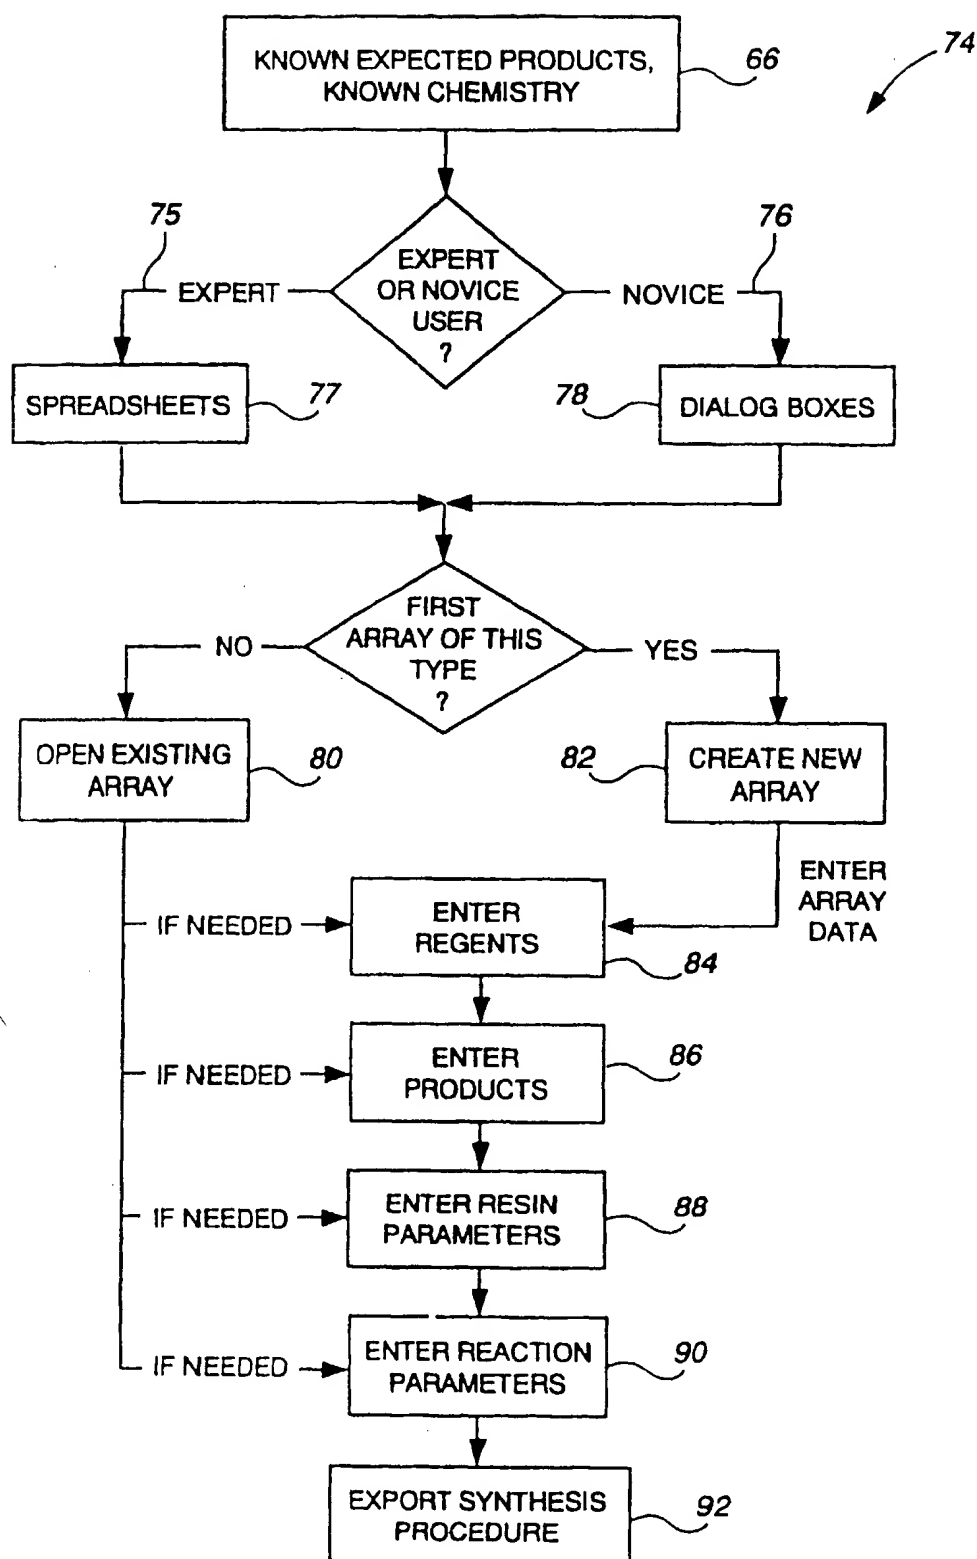 KNOWN EXPECTED PRODUCTS,
KNOWN CHEMISTRY
66
74
75
76
EXPERT
OR NOVICE
USER
?
EXPERT
NOVICE
SPREADSHEETS
77
78
DIALOG BOXES
FIRST
ARRAY OF THIS
TYPE
?
NO
YES
OPEN EXISTING
ARRAY
80
82
CREATE NEW
ARRAY
ENTER
ARRAY
DATA
IF NEEDED
ENTER
REGENTS
84
IF NEEDED
ENTER
PRODUCTS
86
IF NEEDED
ENTER RESIN
PARAMETERS
88
IF NEEDED
ENTER REACTION
PARAMETERS
90
EXPORT SYNTHESIS
PROCEDURE
92